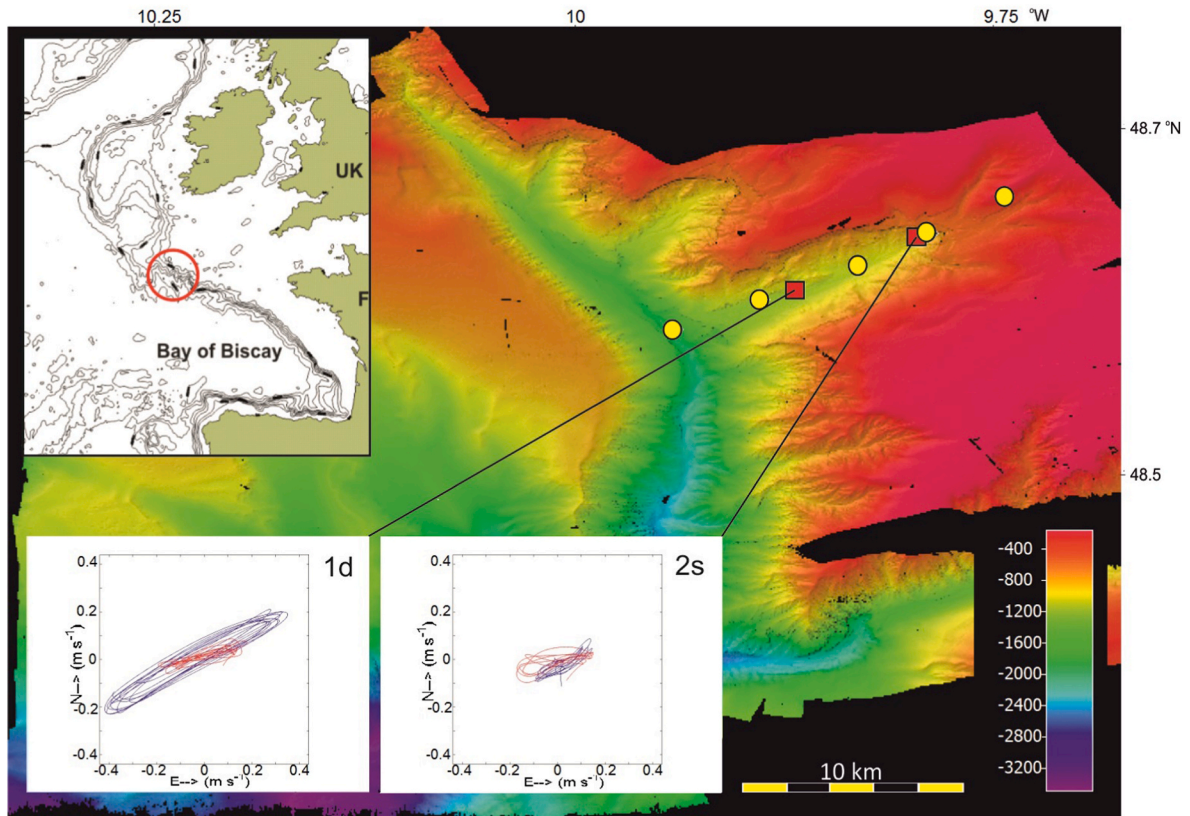 10.25
10
9.75 °W
48.7 °N
UK
F
Bay of Biscay
48.5
1d
0.4
0.2
0
-0.2
-0.4
N--> (m s⁻¹)
-0.4
-0.2
0
0.2
0.4
E--> (m s⁻¹)
2s
0.4
0.2
0
-0.2
-0.4
N--> (m s⁻¹)
-0.4
-0.2
0
0.2
0.4
E--> (m s⁻¹)
-400
-800
-1200
-1600
-2000
-2400
-2800
-3200
10 km